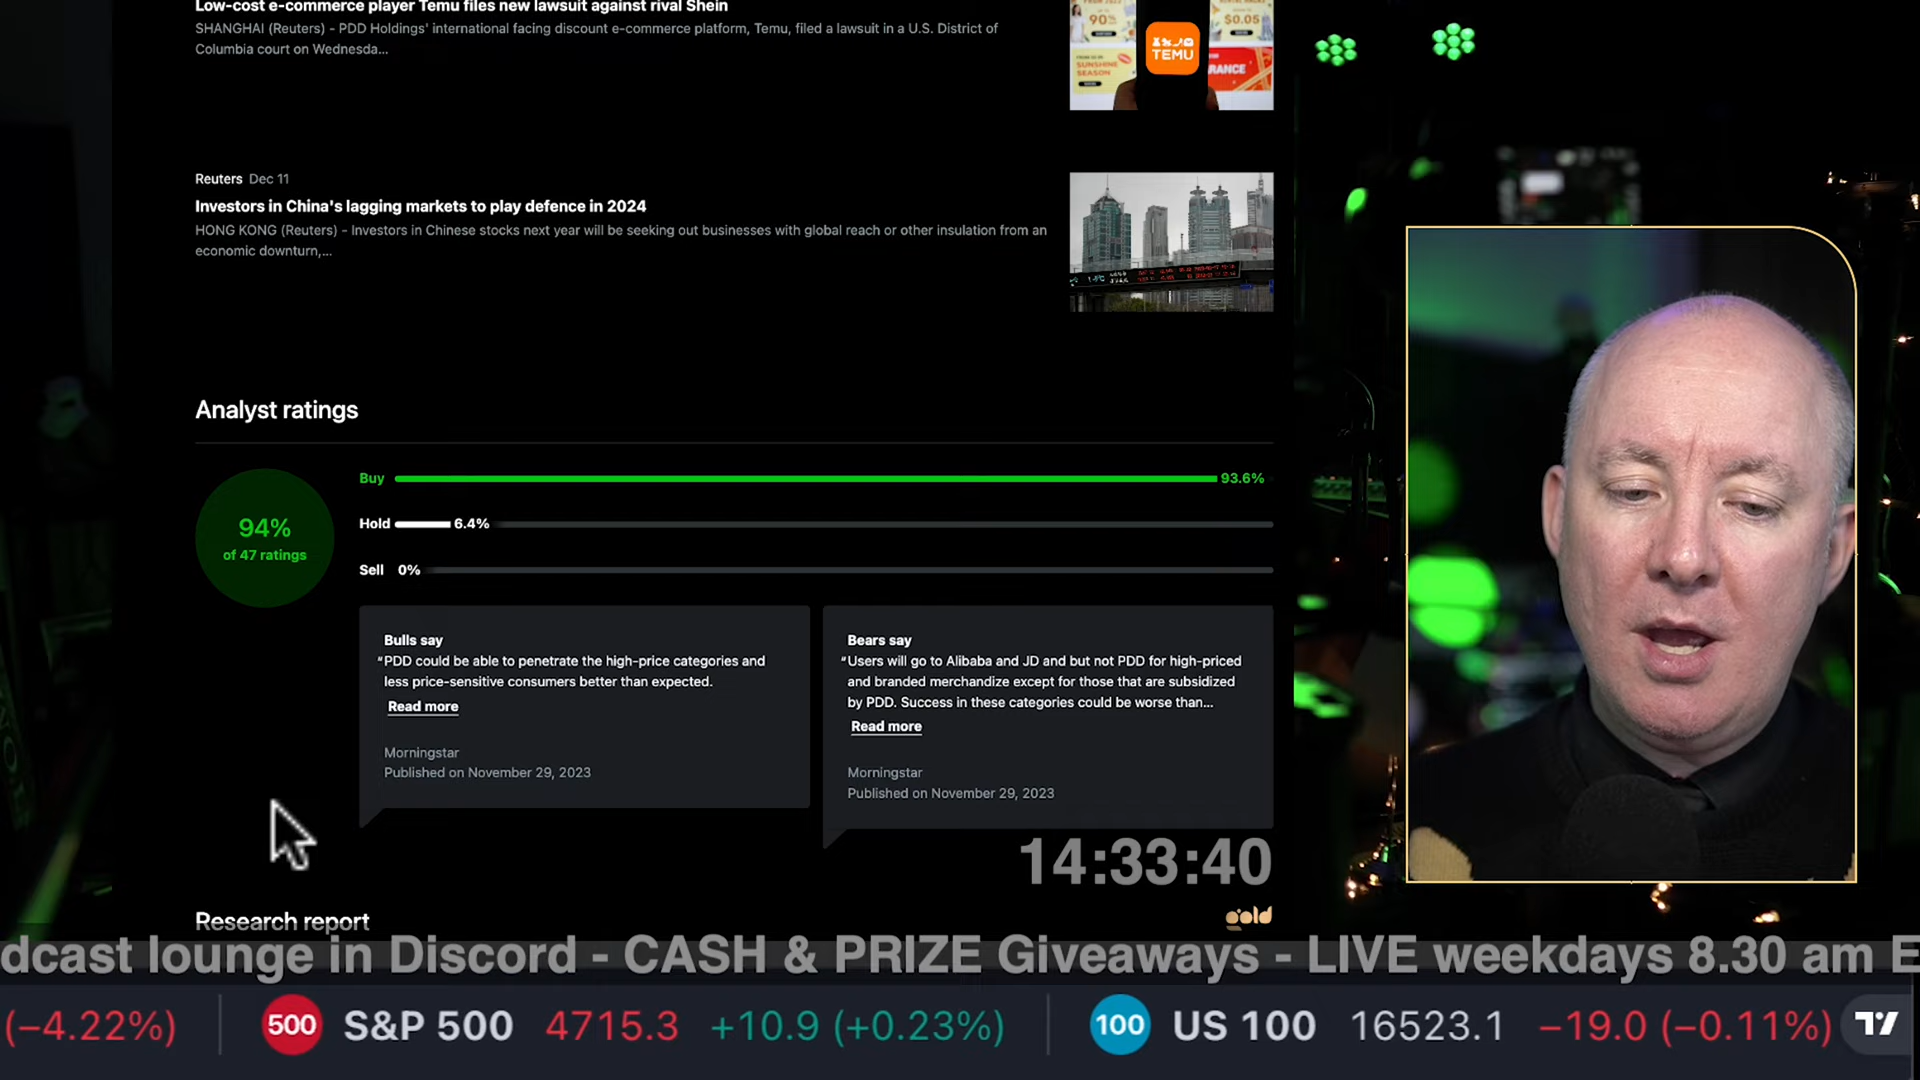 Low-cost e-commerce player Temu files new lawsuit against rival Shein
SHANGHAI (Reuters) – PDD Holdings' international facing discount e-commerce platform, Temu, filed a lawsuit in a U.S. District of
Columbia court on Wednesda...
90%
$0.05
TEMU
SUNSHINE
SEASON
RANCE
Reuters Dec 11
Investors in China's lagging markets to play defence in 2024
HONG KONG (Reuters) – Investors in Chinese stocks next year will be seeking out businesses with global reach or other insulation from an
economic downturn,...
Analyst ratings
94%
of 47 ratings
Buy 93.6%
Hold 6.4%
Sell 0%
Bulls say
“PDD could be able to penetrate the high-price categories and
less price-sensitive consumers better than expected.
Read more
Morningstar
Published on November 29, 2023
Bears say
“Users will go to Alibaba and JD and but not PDD for high-priced
and branded merchandize except for those that are subsidized
by PDD. Success in these categories could be worse than...
Read more
Morningstar
Published on November 29, 2023
14:33:40
Research report
gold
dcast lounge in Discord - CASH & PRIZE Giveaways - LIVE weekdays 8.30 am E
(−4.22%) 500 S&P 500 4715.3 +10.9 (+0.23%) 100 US 100 16523.1 −19.0 (−0.11%)